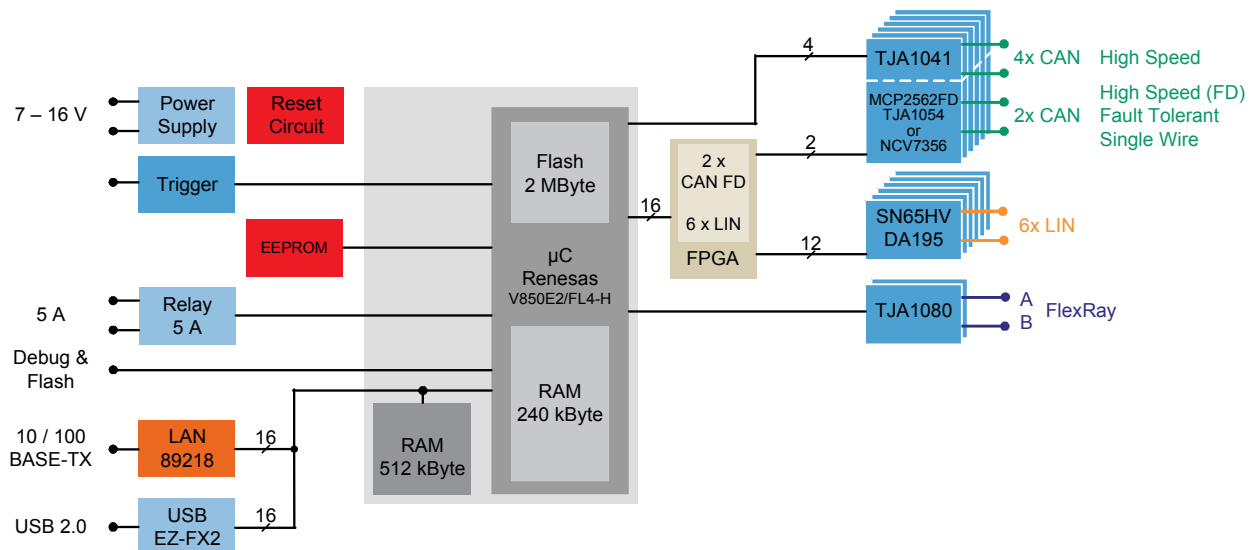 7 – 16 V
Power
Supply
Reset
Circuit
Trigger
EEPROM
5 A
Relay
5 A
Debug &
Flash
10 / 100
BASE-TX
LAN
89218
16
USB 2.0
USB
EZ-FX2
16
RAM
512 kByte
Flash
2 MByte
µC
Renesas
V850E2/FL4-H
RAM
240 kByte
16
2 x
CAN FD
6 x LIN
FPGA
4
2
12
TJA1041
MCP2562FD
TJA1054
or
NCV7356
4x CAN High Speed
2x CAN
High Speed (FD)
Fault Tolerant
Single Wire
SN65HV
DA195
6x LIN
TJA1080
A
B
FlexRay